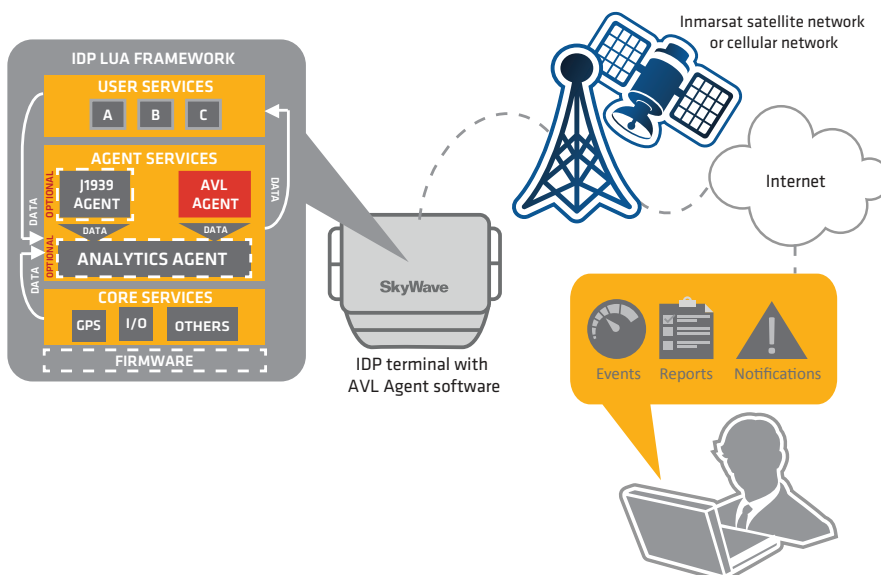 IDP LUA FRAMEWORK
USER SERVICES
A B C
AGENT SERVICES
OPTIONAL
J1939
AGENT
AVL
AGENT
DATA
DATA
DATA
DATA
OPTIONAL
ANALYTICS AGENT
DATA
CORE SERVICES
GPS I/O OTHERS
FIRMWARE
SkyWave
IDP terminal with
AVL Agent software
Inmarsat satellite network
or cellular network
Internet
Events Reports Notifications